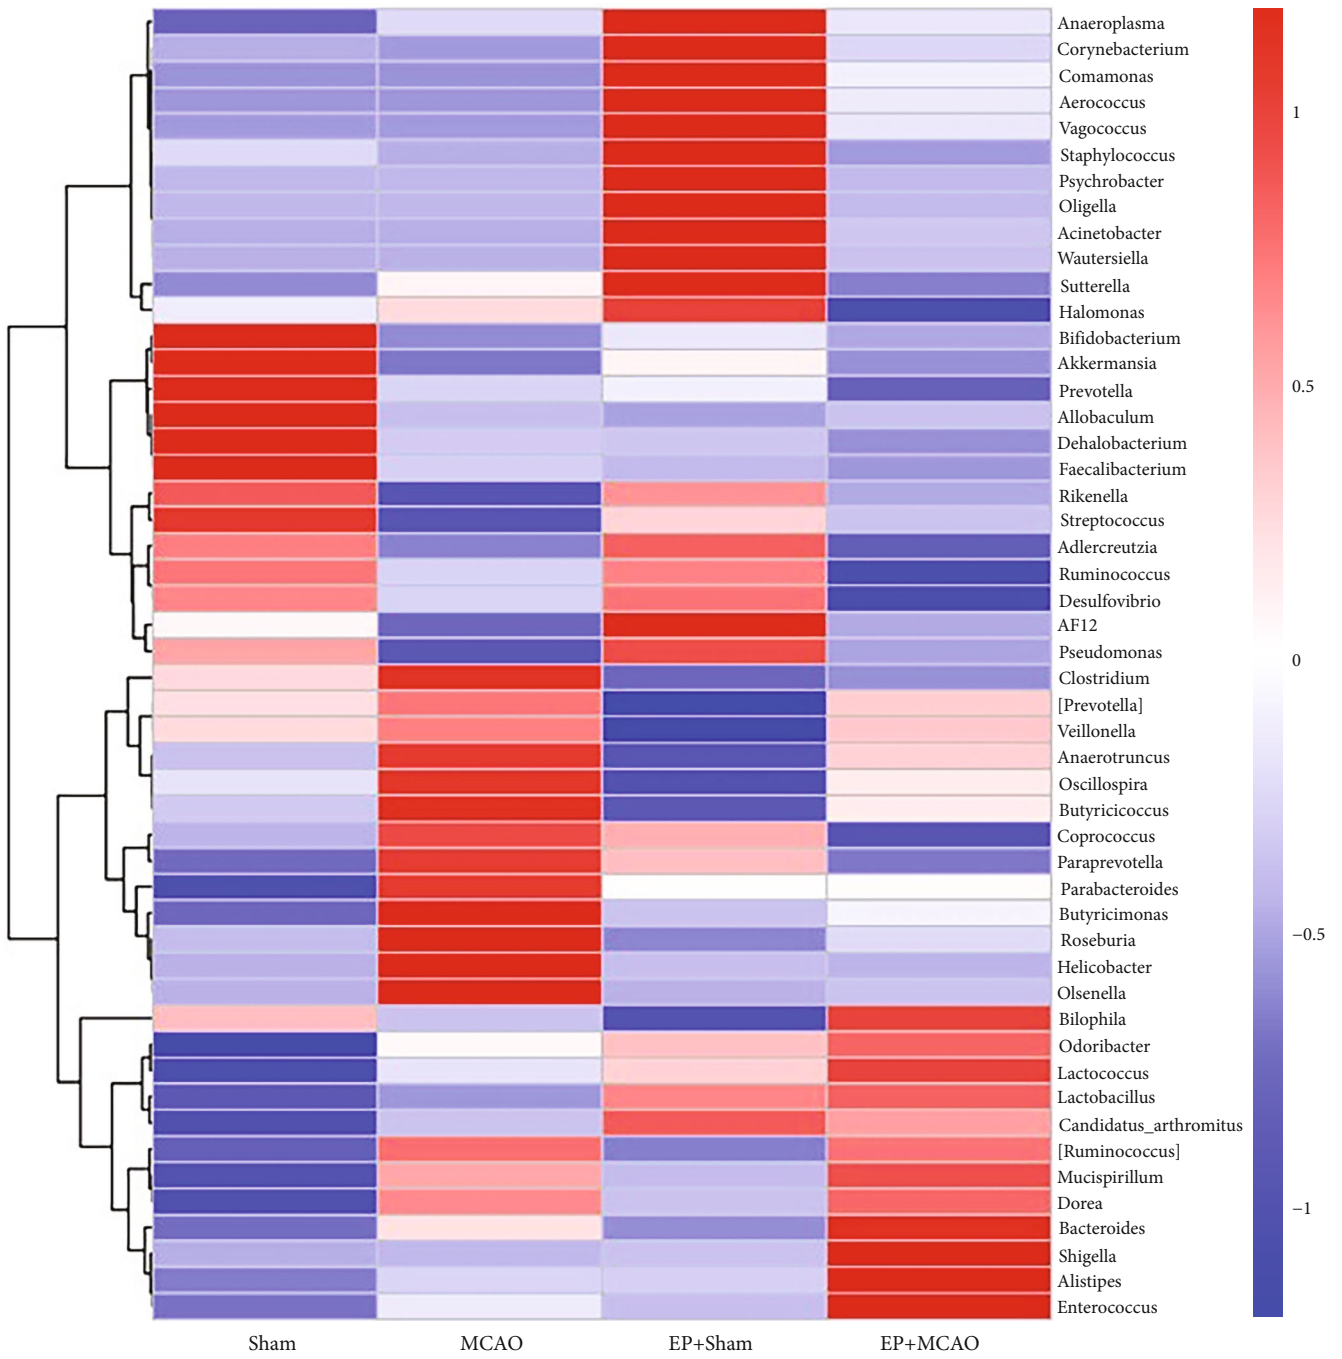 Anaeroplasma
Corynebacterium
Comamonas
Aerococcus
Vagococcus
Staphylococcus
Psychrobacter
Oligella
Acinetobacter
Wautersiella
Sutterella
Halomonas
Bifidobacterium
Akkermansia
Prevotella
Allobaculum
Dehalobacterium
Faecalibacterium
Rikenella
Streptococcus
Adlercreutzia
Ruminococcus
Desulfovibrio
AF12
Pseudomonas
Clostridium
[Prevotella]
Veillonella
Anaerotruncus
Oscillospira
Butyricicoccus
Coprococcus
Paraprevotella
Parabacteroides
Butyricimonas
Roseburia
Helicobacter
Olsenella
Bilophila
Odoribacter
Lactococcus
Lactobacillus
Candidatus_arthromitus
[Ruminococcus]
Mucispirillum
Dorea
Bacteroides
Shigella
Alistipes
Enterococcus
1
0.5
0
−0.5
−1
Sham MCAO EP+Sham EP+MCAO